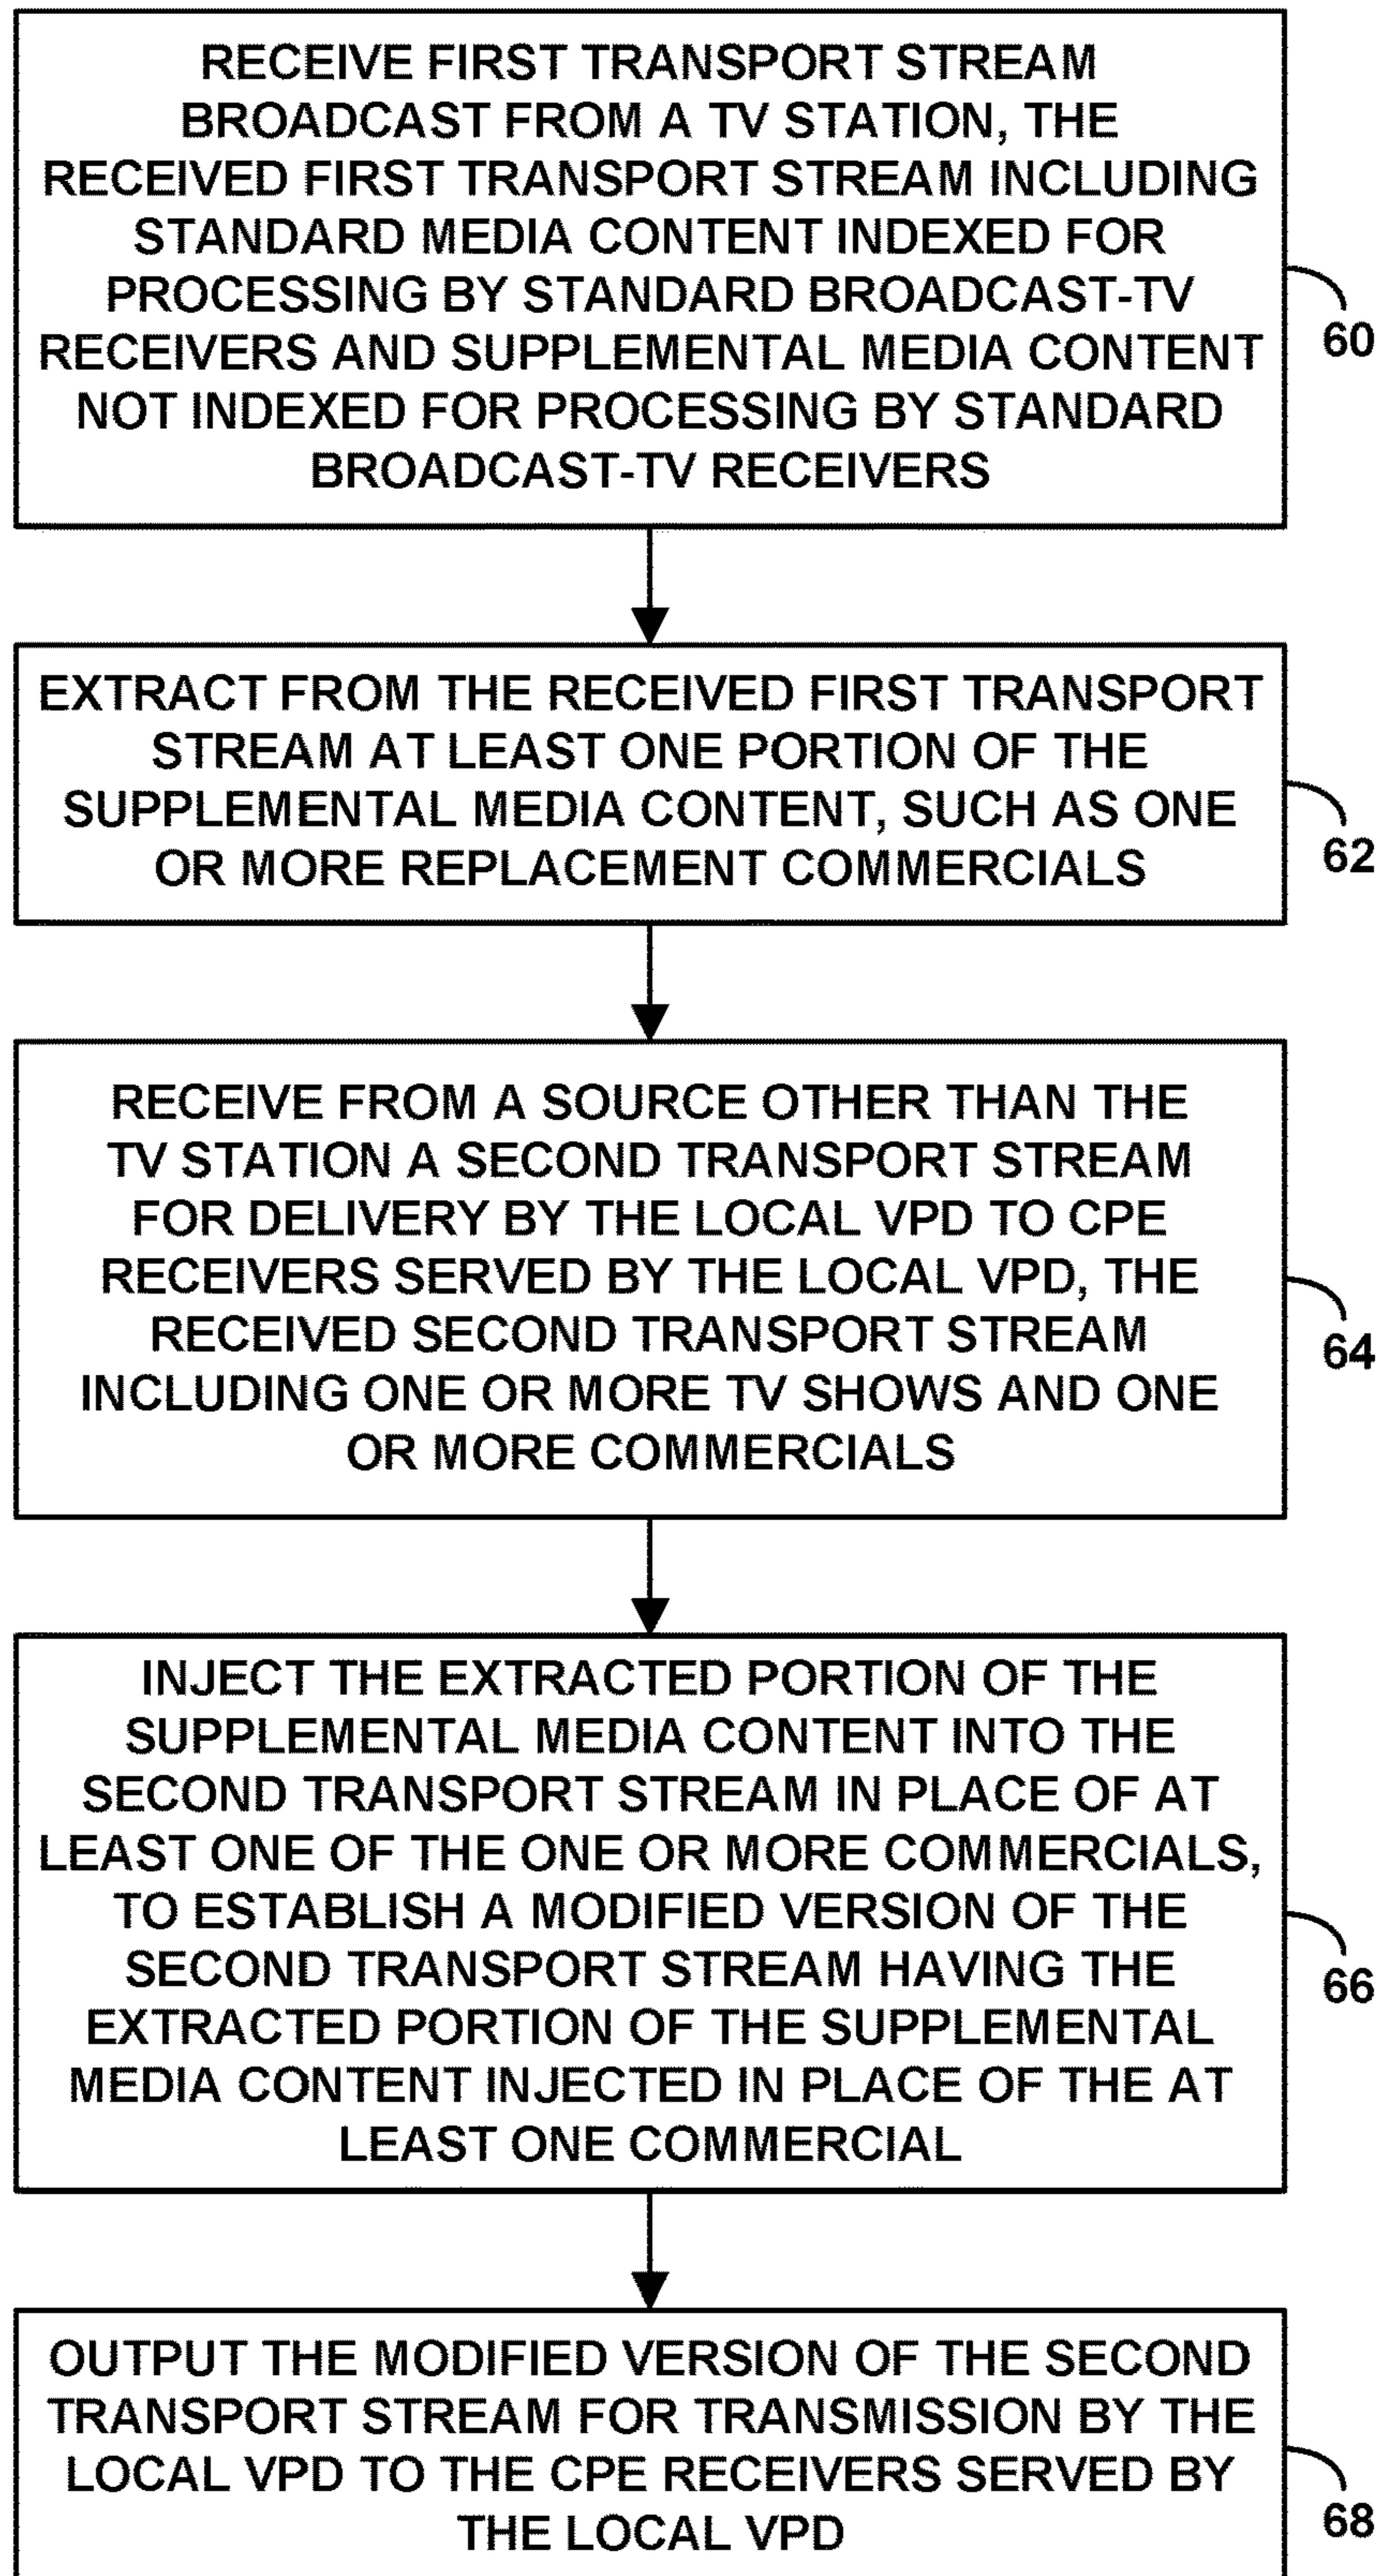 RECEIVE FIRST TRANSPORT STREAM
BROADCAST FROM A TV STATION, THE
RECEIVED FIRST TRANSPORT STREAM INCLUDING
STANDARD MEDIA CONTENT INDEXED FOR
PROCESSING BY STANDARD BROADCAST-TV
RECEIVERS AND SUPPLEMENTAL MEDIA CONTENT
NOT INDEXED FOR PROCESSING BY STANDARD
BROADCAST-TV RECEIVERS
60
EXTRACT FROM THE RECEIVED FIRST TRANSPORT
STREAM AT LEAST ONE PORTION OF THE
SUPPLEMENTAL MEDIA CONTENT, SUCH AS ONE
OR MORE REPLACEMENT COMMERCIALS
62
RECEIVE FROM A SOURCE OTHER THAN THE
TV STATION A SECOND TRANSPORT STREAM
FOR DELIVERY BY THE LOCAL VPD TO CPE
RECEIVERS SERVED BY THE LOCAL VPD, THE
RECEIVED SECOND TRANSPORT STREAM
INCLUDING ONE OR MORE TV SHOWS AND ONE
OR MORE COMMERCIALS
64
INJECT THE EXTRACTED PORTION OF THE
SUPPLEMENTAL MEDIA CONTENT INTO THE
SECOND TRANSPORT STREAM IN PLACE OF AT
LEAST ONE OF THE ONE OR MORE COMMERCIALS,
TO ESTABLISH A MODIFIED VERSION OF THE
SECOND TRANSPORT STREAM HAVING THE
EXTRACTED PORTION OF THE SUPPLEMENTAL
MEDIA CONTENT INJECTED IN PLACE OF THE AT
LEAST ONE COMMERCIAL
66
OUTPUT THE MODIFIED VERSION OF THE SECOND
TRANSPORT STREAM FOR TRANSMISSION BY THE
LOCAL VPD TO THE CPE RECEIVERS SERVED BY
THE LOCAL VPD
68